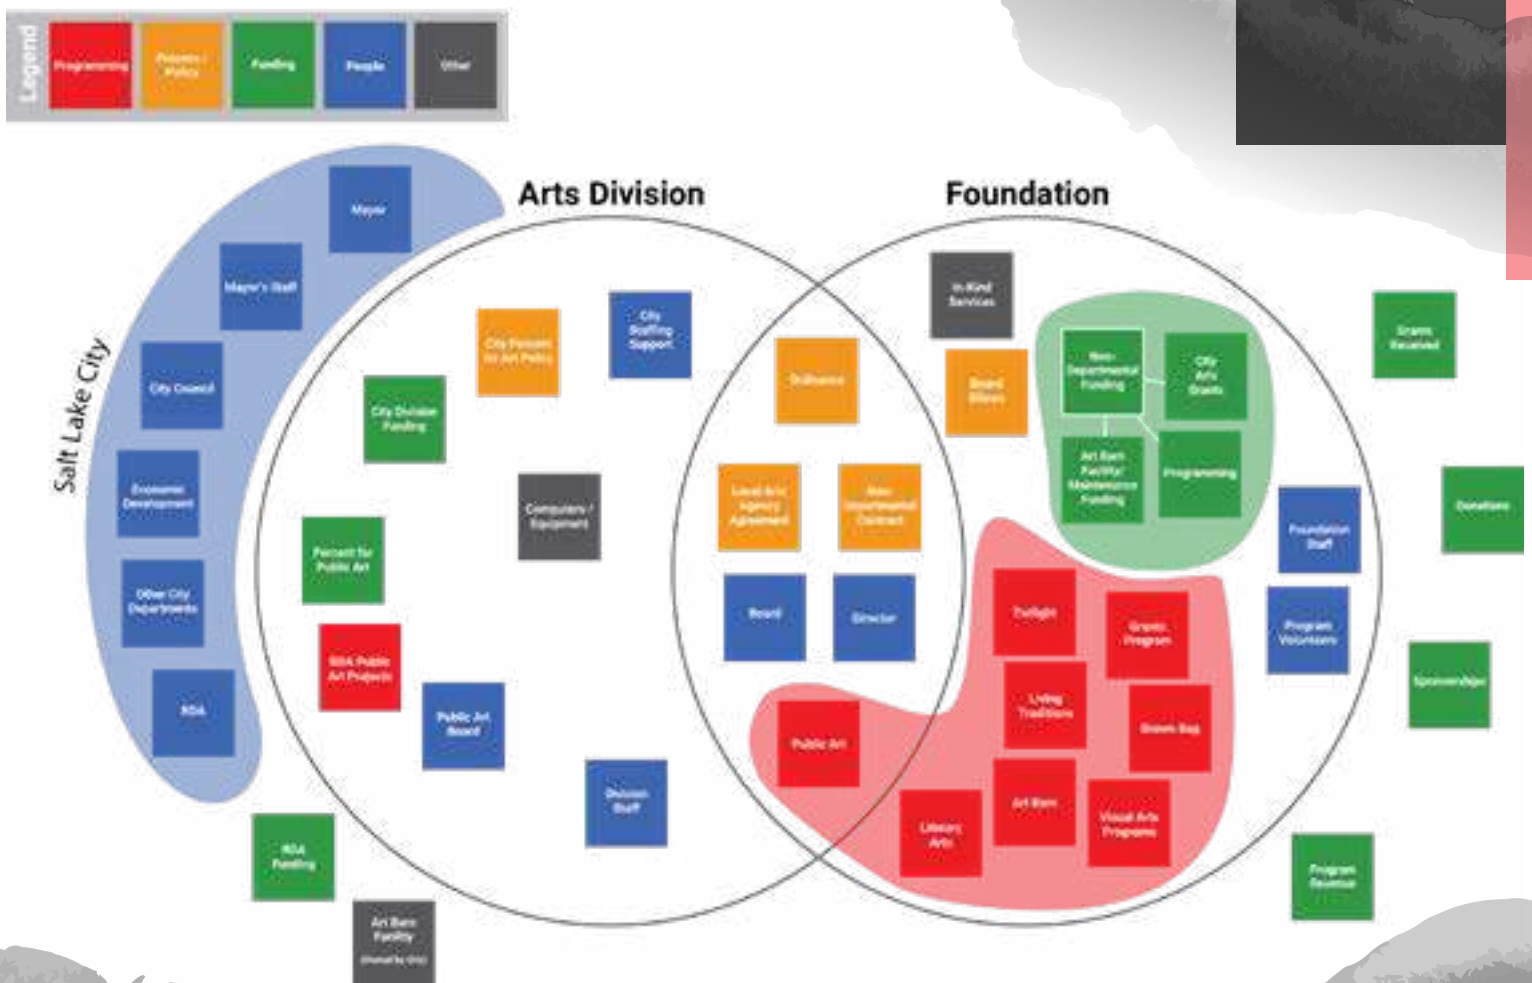 Legend
Programming
Process /
Policy
Funding
People
Other
Arts Division
Foundation
Salt Lake City
Mayor
Mayor's Staff
City Council
Economic
Development
Other City
Departments
RDA
City Percent
for Art Policy
City
Staffing
Support
City Division
Funding
Computers /
Equipment
Percent for
Public Art
RDA Public
Art Projects
Public Art
Board
Division
Staff
RDA
Funding
Art Barn
Facility
(Owned by City)
Ordinance
Local Arts
Agency
Agreement
Non-
Departmental
Contract
Board
Director
Public Art
In-Kind
Services
Board
Bylaws
Non-
Departmental
Funding
City
Arts
Grants
Art Barn
Facility/
Maintenance
Funding
Programming
Twilight
Grants
Program
Living
Traditions
Brown Bag
Art Barn
Visual Arts
Programs
Literary
Arts
Foundation
Staff
Program
Volunteers
Grants
Received
Donations
Sponsorships
Program
Revenue